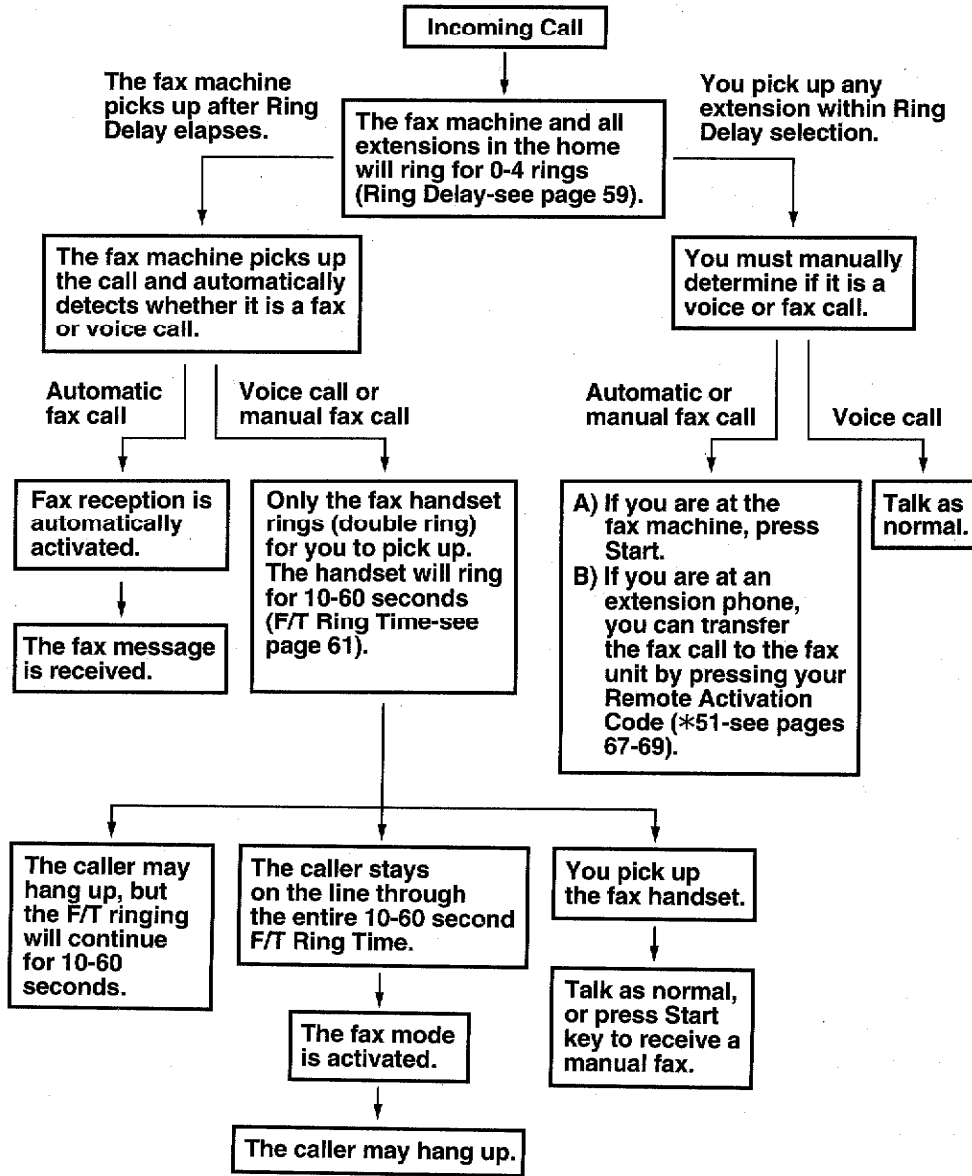 Incoming Call
The fax machine
picks up after Ring
Delay elapses.
You pick up any
extension within Ring
Delay selection.
The fax machine and all
extensions in the home
will ring for 0-4 rings
(Ring Delay-see page 59).
The fax machine picks up
the call and automatically
detects whether it is a fax
or voice call.
You must manually
determine if it is a
voice or fax call.
Automatic
fax call
Voice call or
manual fax call
Automatic or
manual fax call
Voice call
Fax reception is
automatically
activated.
The fax message
is received.
Only the fax handset
rings (double ring)
for you to pick up.
The handset will ring
for 10-60 seconds
(F/T Ring Time-see
page 61).
A) If you are at the
fax machine, press
Start.
B) If you are at an
extension phone,
you can transfer
the fax call to the fax
unit by pressing your
Remote Activation
Code (*51-see pages
67-69).
Talk as
normal.
The caller may
hang up, but
the F/T ringing
will continue
for 10-60
seconds.
The caller stays
on the line through
the entire 10-60 second
F/T Ring Time.
The fax mode
is activated.
The caller may hang up.
You pick up
the fax handset.
Talk as normal,
or press Start
key to receive a
manual fax.